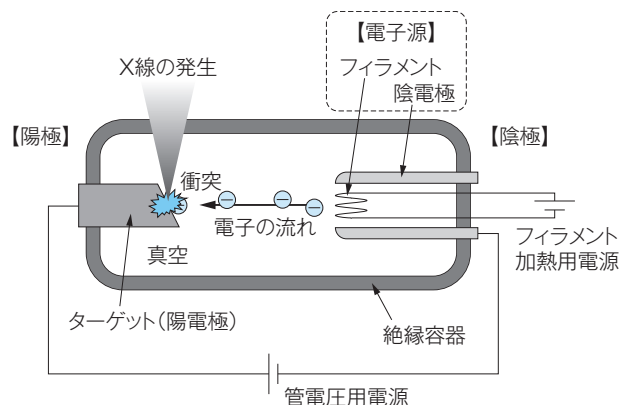 【電子源】
フィラメント
陰電極
X線の発生
【陽極】
【陰極】
衝突
電子の流れ
真空
フィラメント
加熱用電源
ターゲット(陽電極)
絶縁容器
管電圧用電源